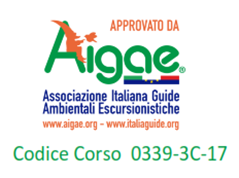 APPROVATO DA
Aigae®
Associazione Italiana Guide
Ambientali Escursionistiche
www.aigae.org – www.italiaguide.org
Codice Corso 0339-3C-17